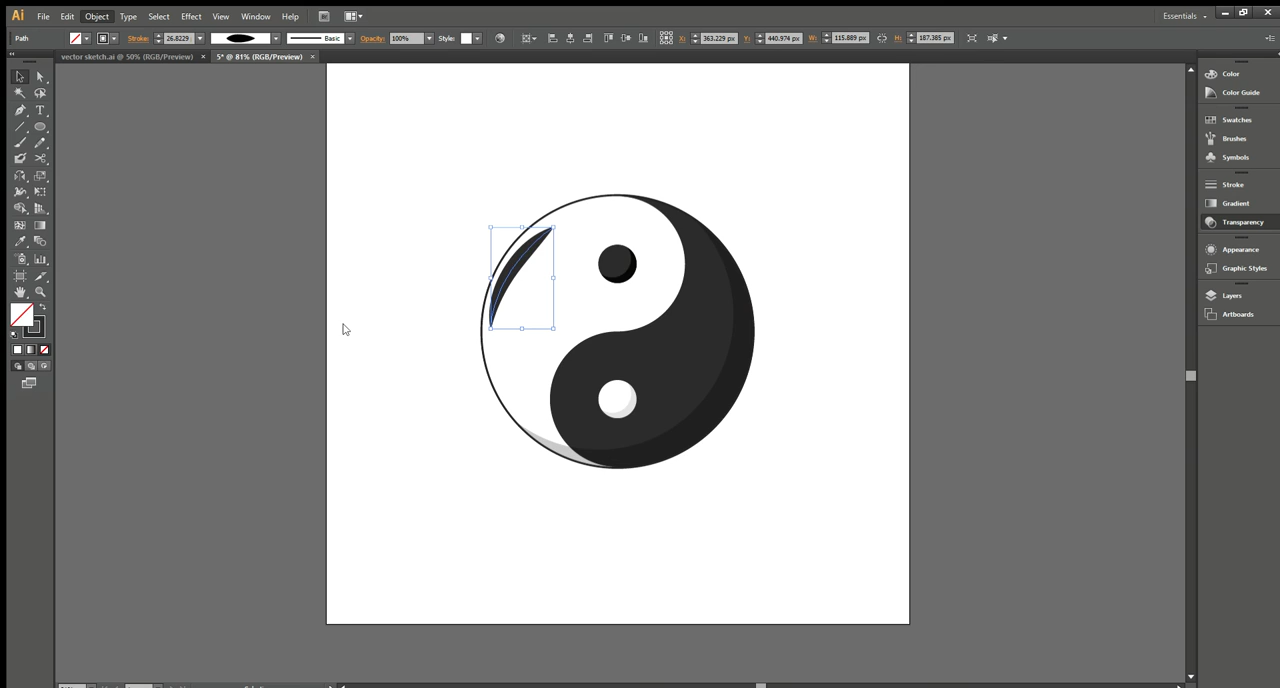 Ai File Edit Object Type Select Effect View Window Help Br Essentials
Path Stroke: 26.8229 Basic Opacity: 100% Style: X: 363.229 px Y: 440.974 px W: 115.889 px H: 187.385 px
vector sketch.ai @ 50% (RGB/Preview) × 5* @ 81% (RGB/Preview) ×
Color
Color Guide
Swatches
Brushes
Symbols
Stroke
Gradient
Transparency
Appearance
Graphic Styles
Layers
Artboards